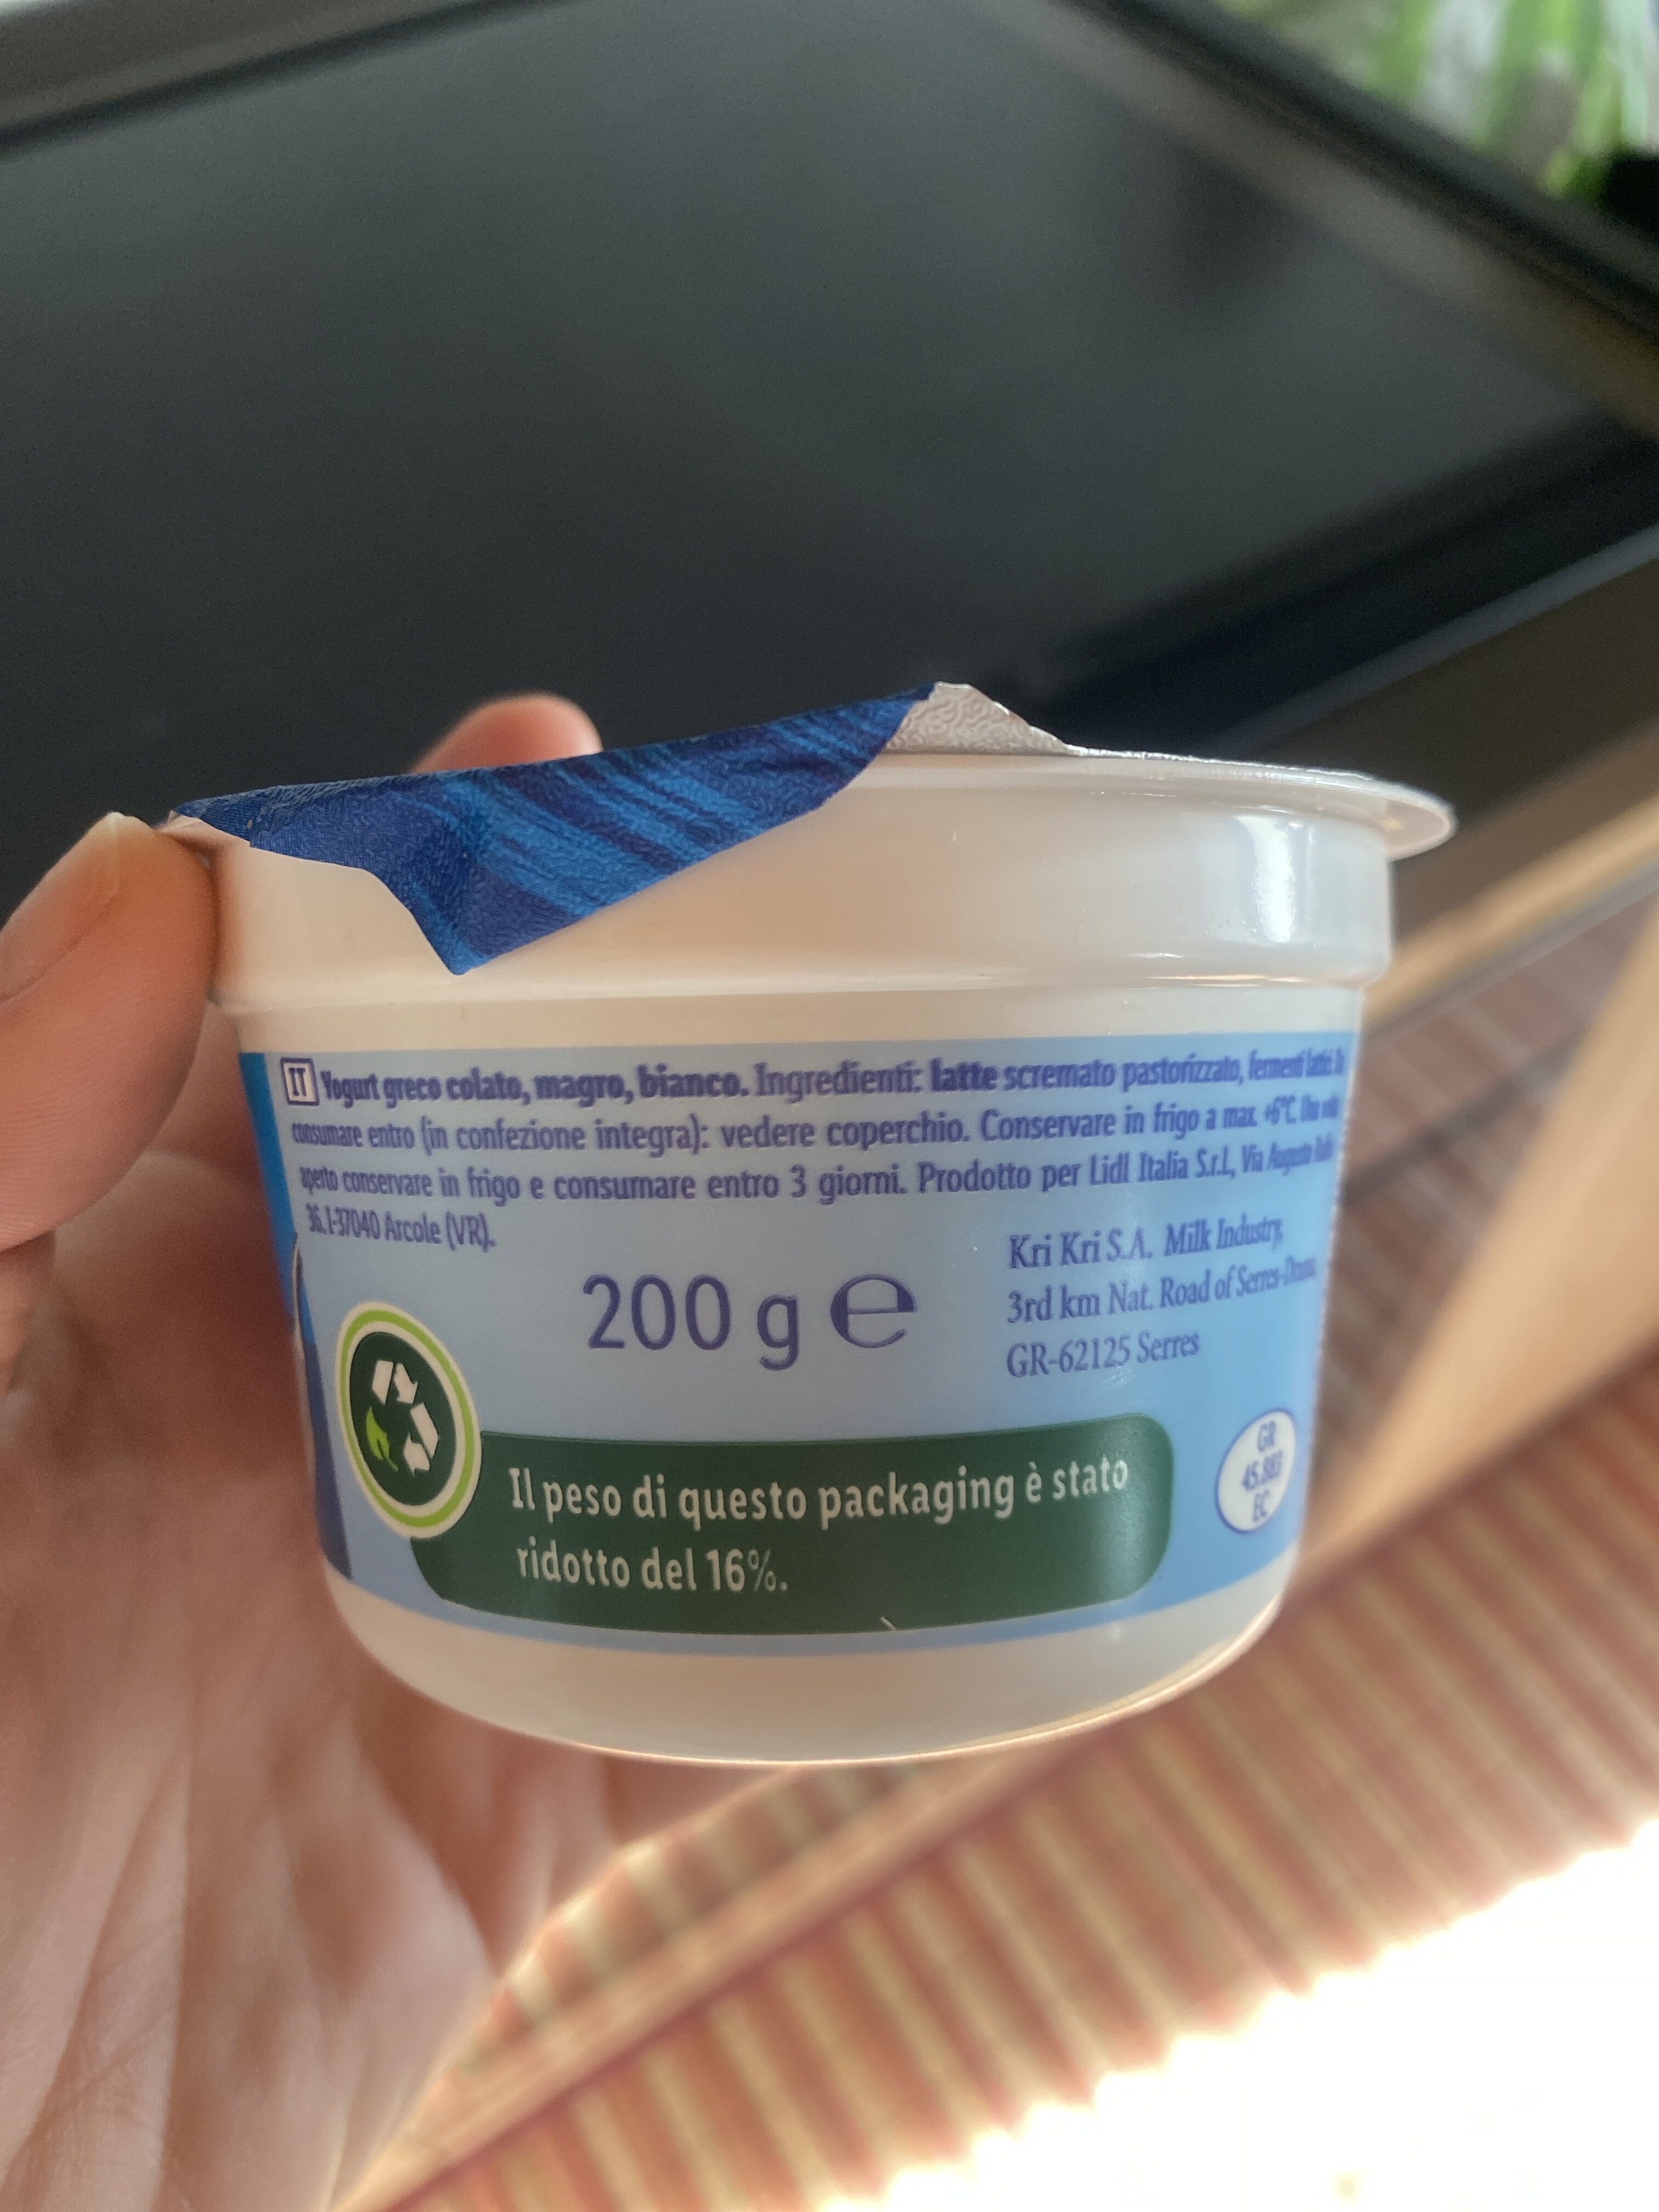 IT Yogurt greco colato, magro, bianco. Ingredienti: latte scremato pastorizzato, fermenti lattici. Da
consumare entro (in confezione integra): vedere coperchio. Conservare in frigo a max. +6°C. Una volta
aperto conservare in frigo e consumare entro 3 giorni. Prodotto per Lidl Italia S.r.l., Via Augusto
36. I-37040 Arcole (VR).
200 g e
Kri Kri S.A. Milk Industry,
3rd km Nat. Road of Serres-Drama,
GR-62125 Serres
GR
45.883
EC
Il peso di questo packaging è stato
ridotto del 16%.